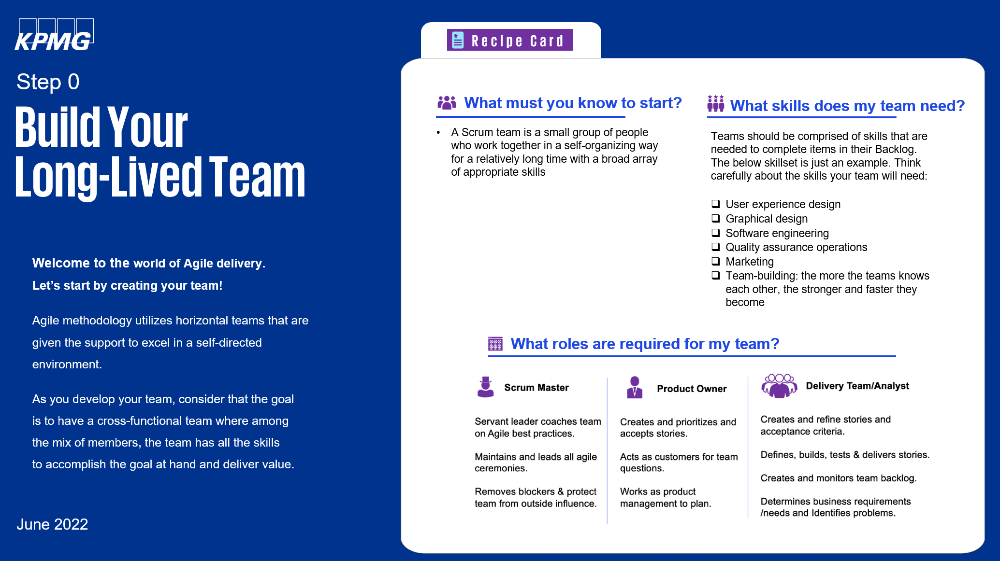 KPMG
Step 0
Build Your
Long-Lived Team
Welcome to the world of Agile delivery.
Let’s start by creating your team!
Agile methodology utilizes horizontal teams that are
given the support to excel in a self-directed
environment.
As you develop your team, consider that the goal
is to have a cross-functional team where among
the mix of members, the team has all the skills
to accomplish the goal at hand and deliver value.
June 2022
Recipe Card
What must you know to start?
• A Scrum team is a small group of people
who work together in a self-organizing way
for a relatively long time with a broad array
of appropriate skills
What skills does my team need?
Teams should be comprised of skills that are
needed to complete items in their Backlog.
The below skillset is just an example. Think
carefully about the skills your team will need:
❑ User experience design
❑ Graphical design
❑ Software engineering
❑ Quality assurance operations
❑ Marketing
❑ Team-building: the more the teams knows
each other, the stronger and faster they
become
What roles are required for my team?
Scrum Master
Servant leader coaches team
on Agile best practices.
Maintains and leads all agile
ceremonies.
Removes blockers & protect
team from outside influence.
Product Owner
Creates and prioritizes and
accepts stories.
Acts as customers for team
questions.
Works as product
management to plan.
Delivery Team/Analyst
Creates and refine stories and
acceptance criteria.
Defines, builds, tests & delivers stories.
Creates and monitors team backlog.
Determines business requirements
/needs and Identifies problems.